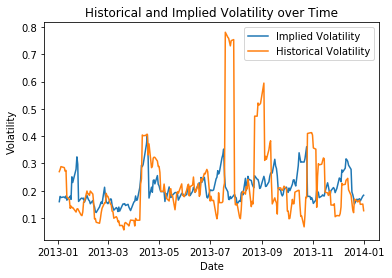 Historical and Implied Volatility over Time
Implied Volatility
Historical Volatility
Volatility
0.8
0.7
0.6
0.5
0.4
0.3
0.2
0.1
2013-01 2013-03 2013-05 2013-07 2013-09 2013-11 2014-01
Date